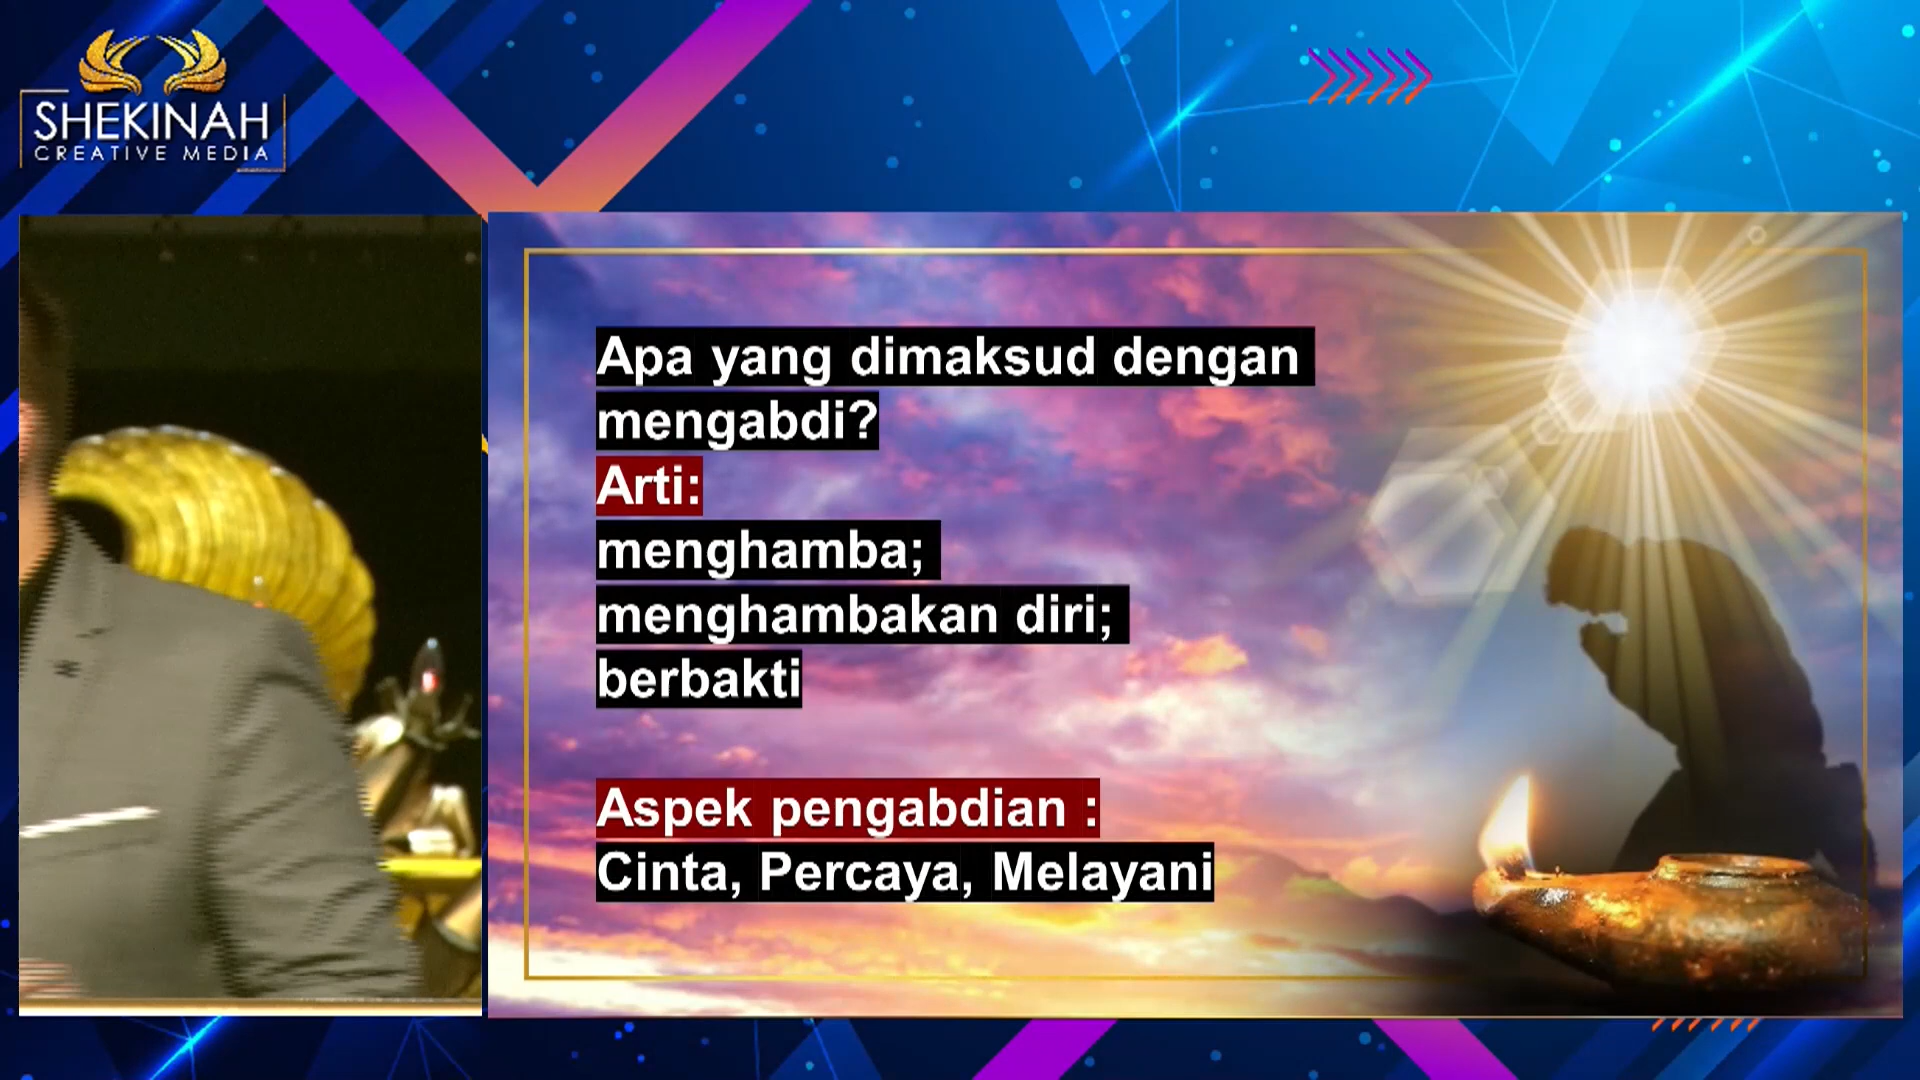 SHEKINAH
CREATIVE MEDIA
Apa yang dimaksud dengan
mengabdi?
Arti:
menghamba;
menghambakan diri;
berbakti
Aspek pengabdian :
Cinta, Percaya, Melayani